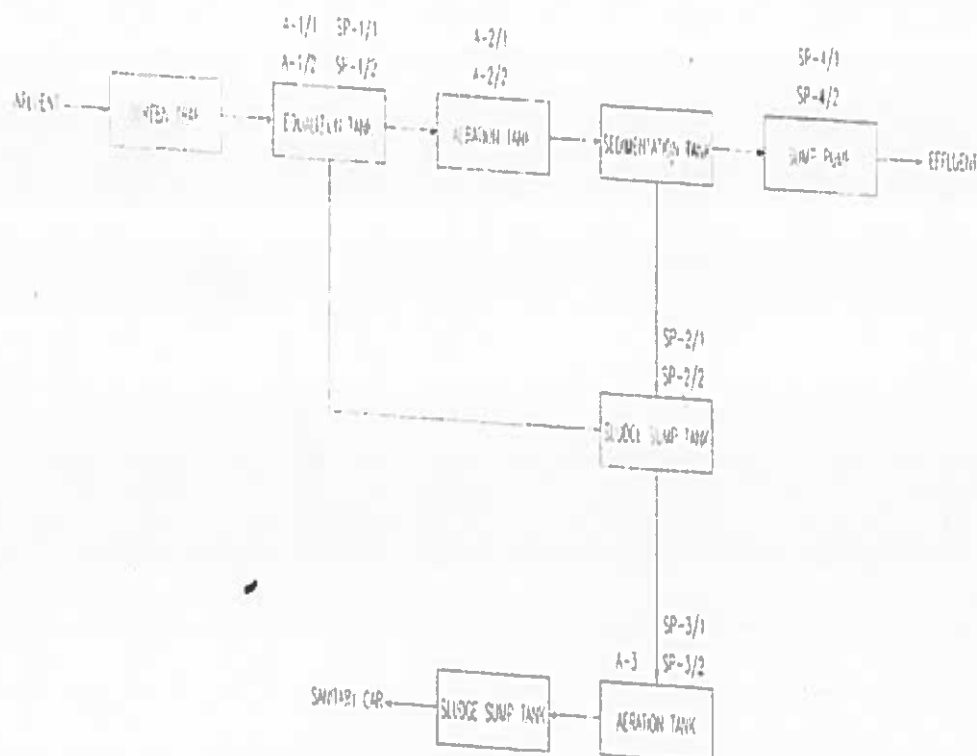 A-1/1 SP-1/1
A-1/2 SP-1/2
A-2/1
A-2/2
SP-4/1
SP-4/2
EQUALITION TANK
AERATION TANK
SEDIMENTATION TANK
SUMP
EFFLUENT
SP-2/1
SP-2/2
SLUDGE SUMP TANK
SP-3/1
A-3 SP-3/2
SANITARY CAR
SLUDGE SUMP TANK
AERATION TANK